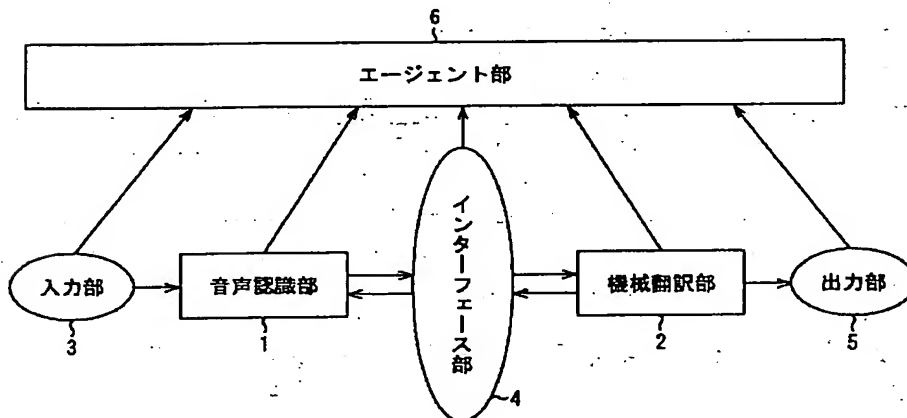 6
エージェント部
入力部
音声認識部
インターフェース部
機械翻訳部
出力部
3
1
4
2
5